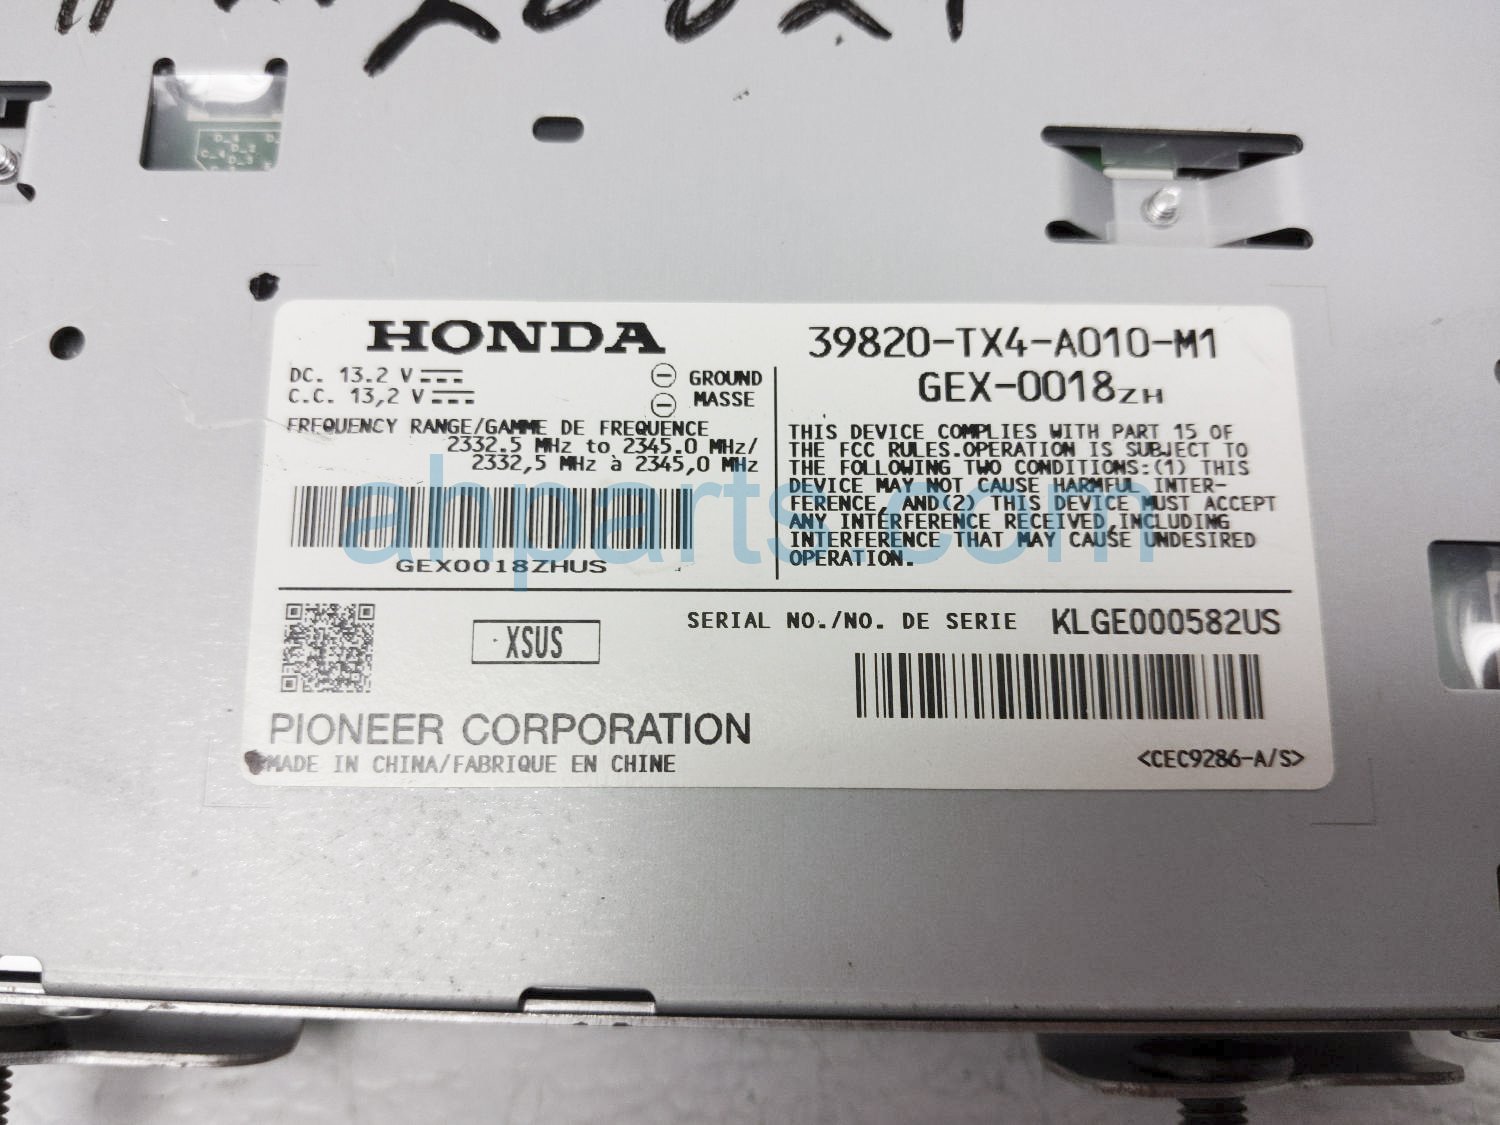 HONDA
39820-TX4-A010-M1
GEX-0018ZH
DC. 13.2 V
C.C. 13,2 V
GROUND
MASSE
FREQUENCY RANGE/GAMME DE FREQUENCE
2332.5 MHz to 2345.0 MHz/
2332,5 MHz à 2345,0 MHz
GEX0018ZHUS
THIS DEVICE COMPLIES WITH PART 15 OF
THE FCC RULES.OPERATION IS SUBJECT TO
THE FOLLOWING TWO CONDITIONS:(1) THIS
DEVICE MAY NOT CAUSE HARMFUL INTER-
FERENCE, AND(2) THIS DEVICE MUST ACCEPT
ANY INTERFERENCE RECEIVED,INCLUDING
INTERFERENCE THAT MAY CAUSE UNDESIRED
OPERATION.
ahparts.com
XSUS
SERIAL NO./NO. DE SERIE KLGE000582US
PIONEER CORPORATION
MADE IN CHINA/FABRIQUE EN CHINE
<CEC9286-A/S>